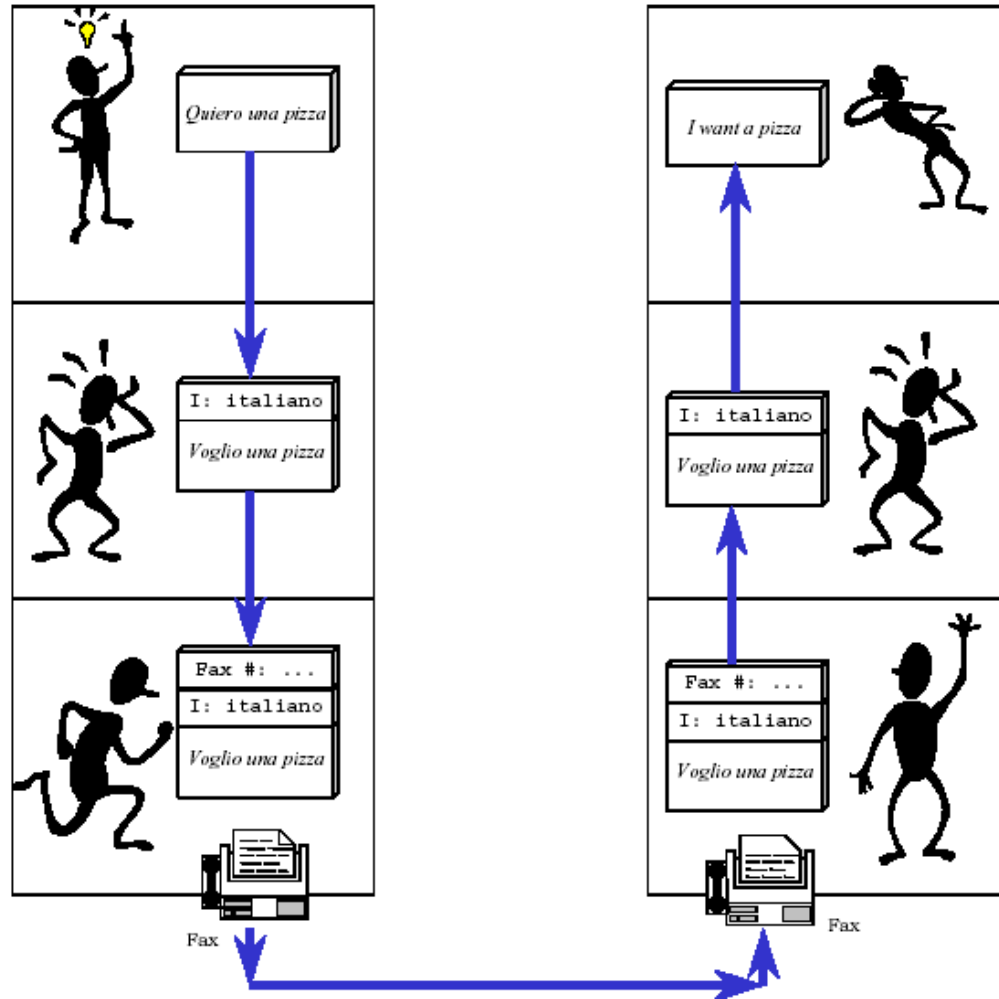 Quiero una pizza
I: italiano
Voglio una pizza
Fax #: ...
I: italiano
Voglio una pizza
Fax
I want a pizza
I: italiano
Voglio una pizza
Fax #: ...
I: italiano
Voglio una pizza
Fax